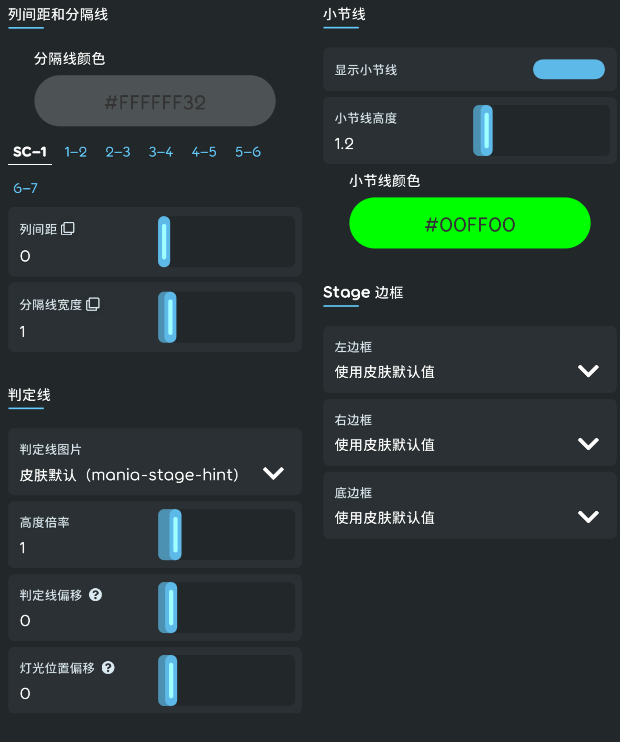 列间距和分隔线
分隔线颜色
#FFFFFF32
SC–1 1–2 2–3 3–4 4–5 5–6
6–7
列间距
0
分隔线宽度
1
判定线
判定线图片
皮肤默认（mania-stage-hint）
高度倍率
1
判定线偏移 ?
0
灯光位置偏移 ?
0
小节线
显示小节线
小节线高度
1.2
小节线颜色
#00FF00
Stage 边框
左边框
使用皮肤默认值
右边框
使用皮肤默认值
底边框
使用皮肤默认值